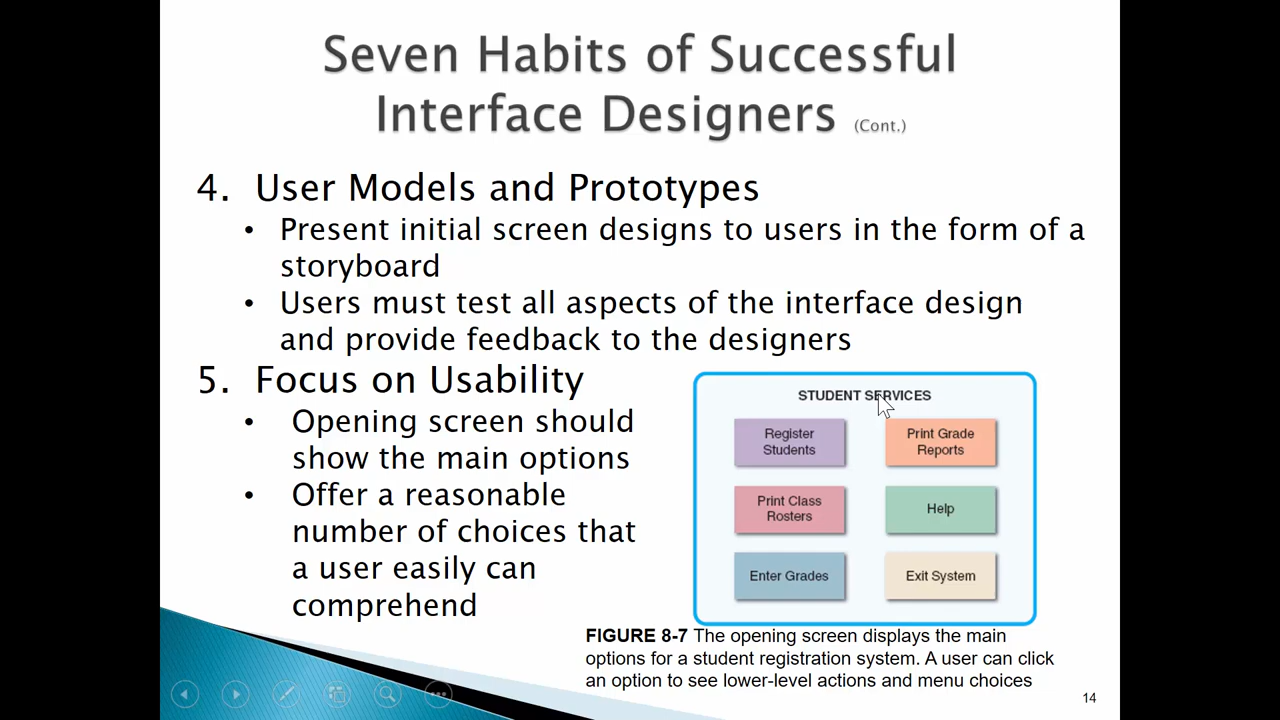 Seven Habits of Successful
Interface Designers (Cont.)
4. User Models and Prototypes
• Present initial screen designs to users in the form of a
storyboard
• Users must test all aspects of the interface design
and provide feedback to the designers
5. Focus on Usability
• Opening screen should
show the main options
• Offer a reasonable
number of choices that
a user easily can
comprehend
STUDENT SERVICES
Register
Students
Print Grade
Reports
Print Class
Rosters
Help
Enter Grades
Exit System
FIGURE 8-7 The opening screen displays the main
options for a student registration system. A user can click
an option to see lower-level actions and menu choices
14